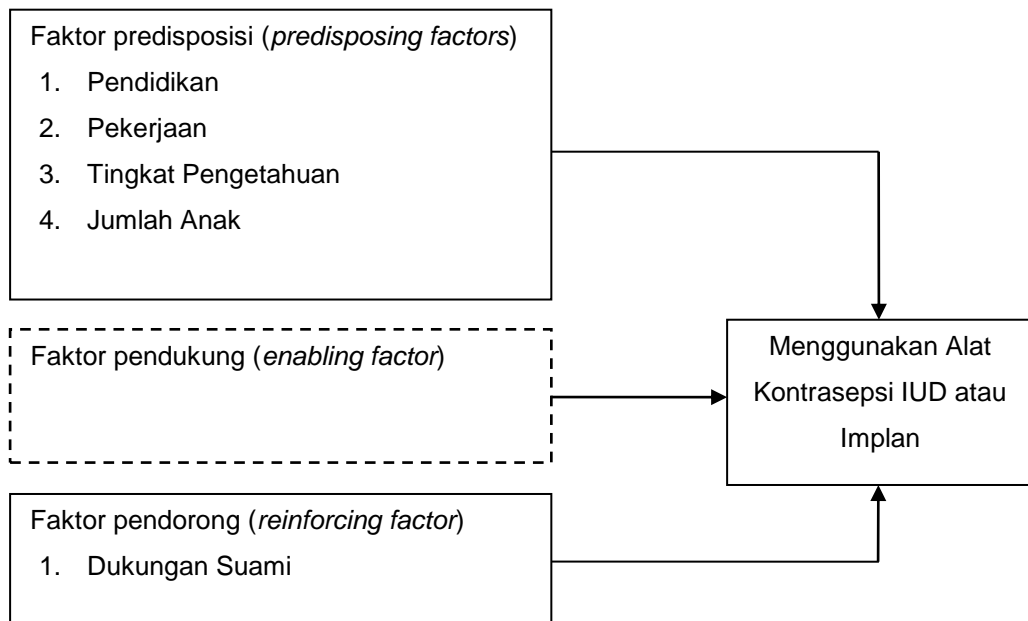 Faktor predisposisi (predisposing factors)
1. Pendidikan
2. Pekerjaan
3. Tingkat Pengetahuan
4. Jumlah Anak
Faktor pendukung (enabling factor)
Menggunakan Alat
Kontrasepsi IUD atau
Implan
Faktor pendorong (reinforcing factor)
1. Dukungan Suami